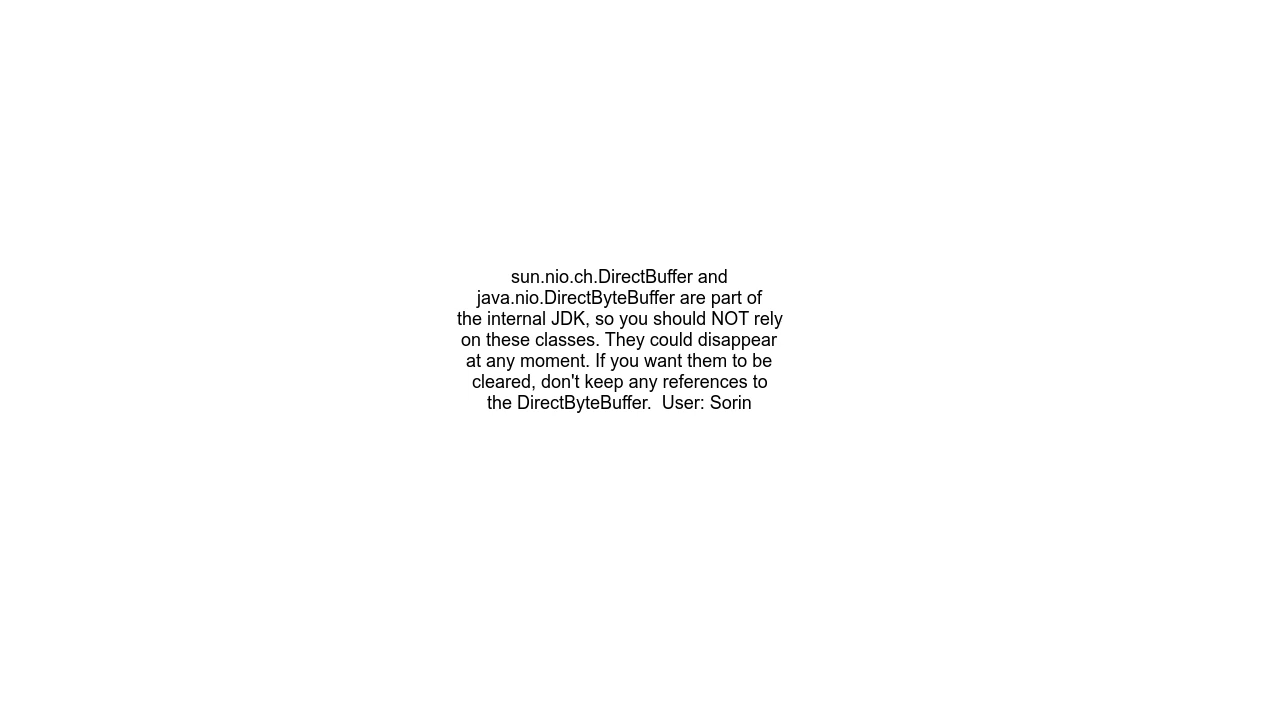 sun.nio.ch.DirectBuffer and
java.nio.DirectByteBuffer are part of
the internal JDK, so you should NOT rely
on these classes. They could disappear
at any moment. If you want them to be
cleared, don't keep any references to
the DirectByteBuffer.  User: Sorin